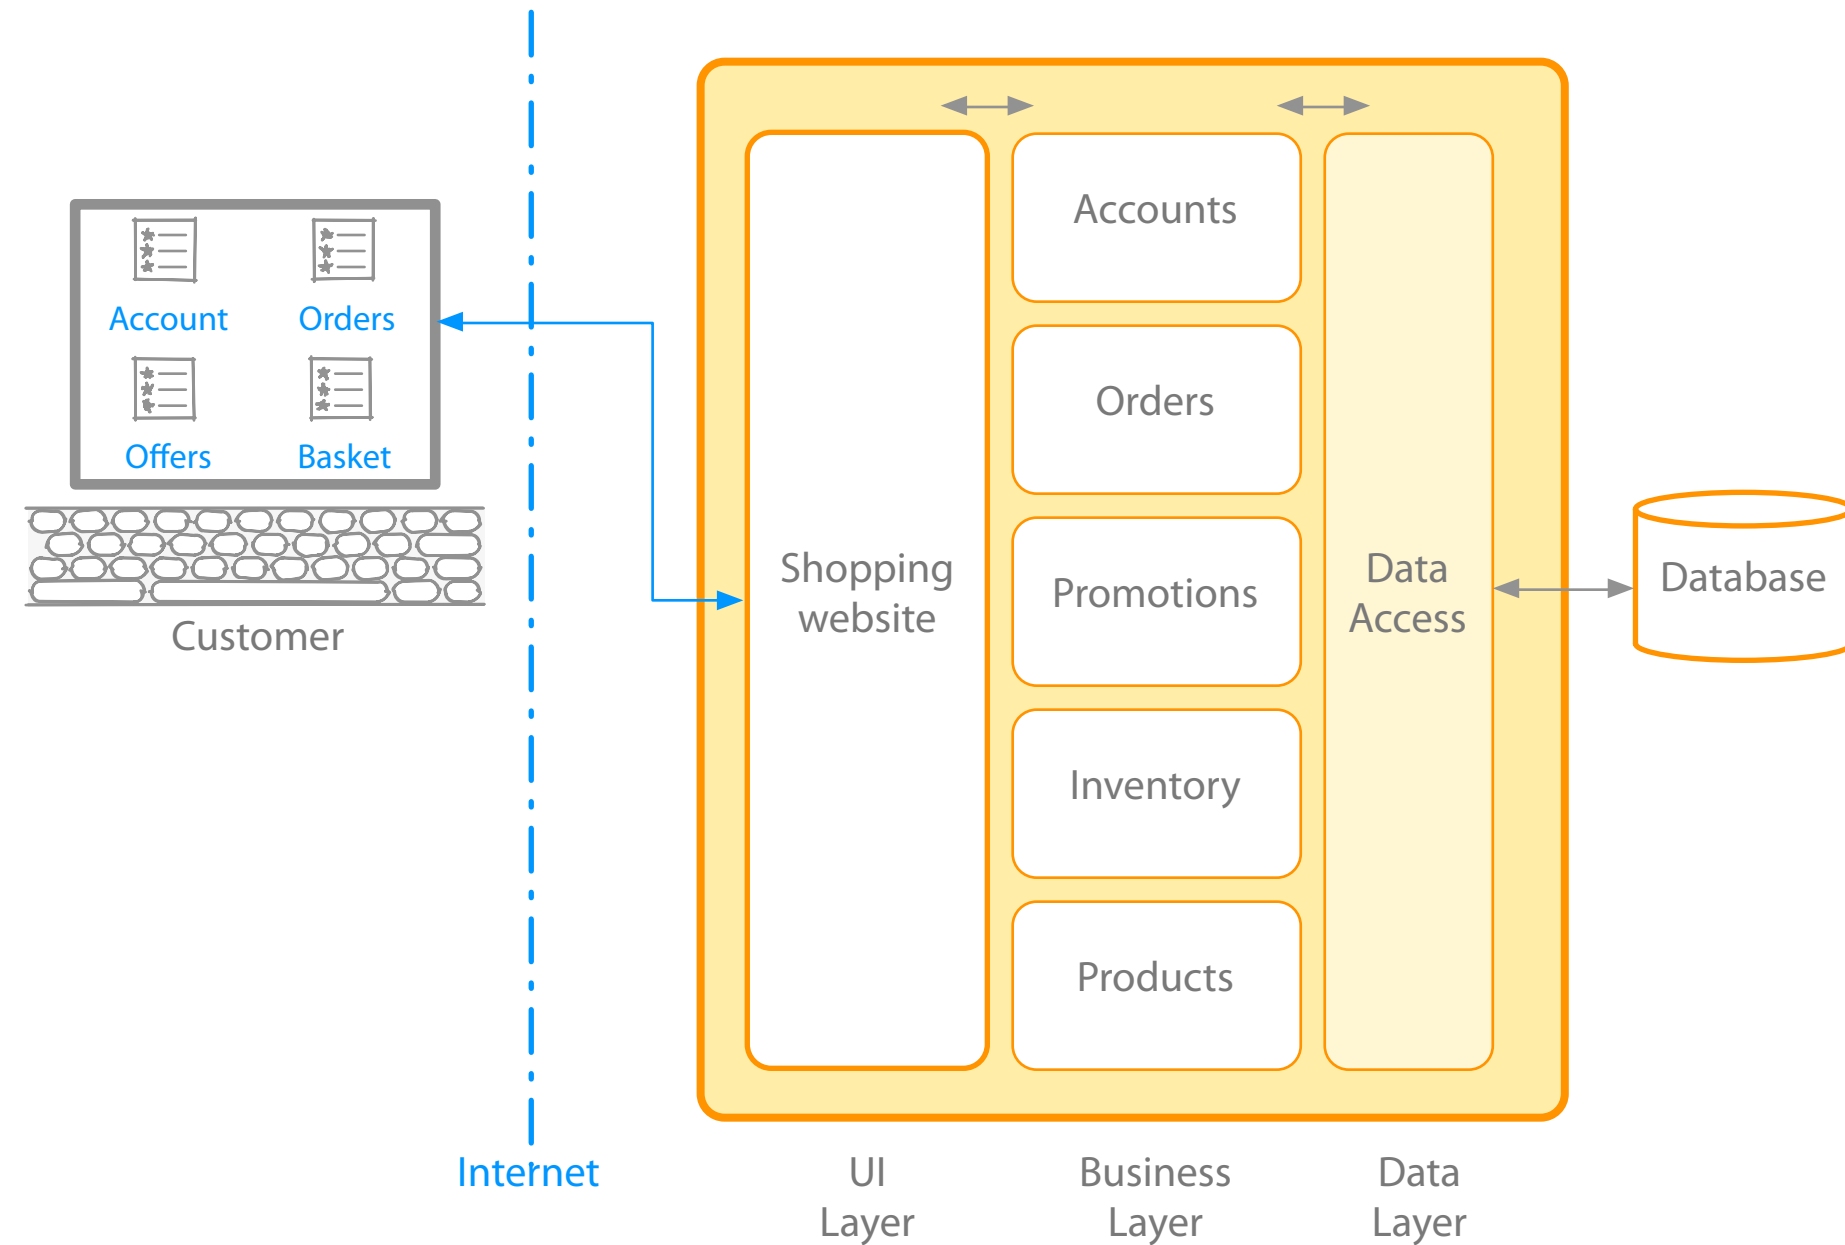 Account
Orders
Offers
Basket
Customer
Internet
Shopping
website
Accounts
Orders
Promotions
Inventory
Products
Data
Access
Database
UI
Layer
Business
Layer
Data
Layer